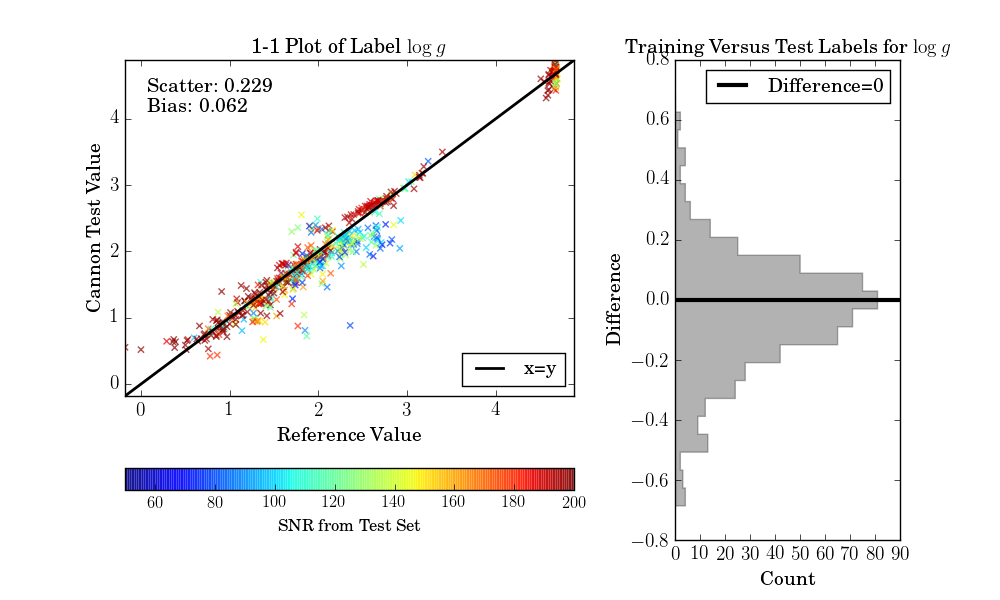 1-1 Plot of Label log g
Scatter: 0.229
Bias: 0.062
Cannon Test Value
4
3
2
1
0
x=y
0 1 2 3 4
Reference Value
60 80 100 120 140 160 180 200
SNR from Test Set
Training Versus Test Labels for log g
Difference=0
Difference
0.8
0.6
0.4
0.2
0.0
−0.2
−0.4
−0.6
−0.8
0 10 20 30 40 50 60 70 80 90
Count